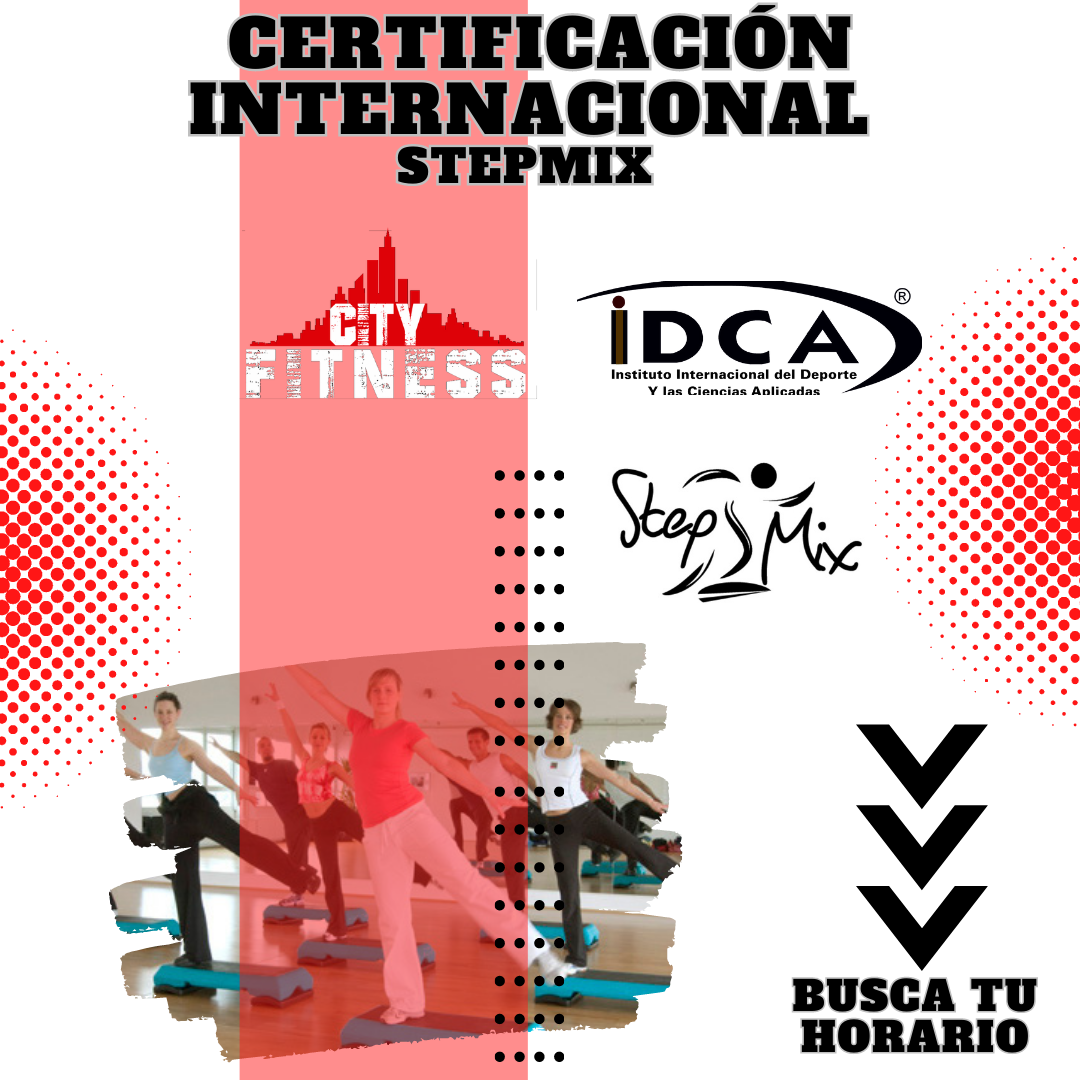 CERTIFICACIÓN
INTERNACIONAL
STEPMIX
CITY
FITNESS
iDCA ®
Instituto Internacional del Deporte
Y las Ciencias Aplicadas
Step Mix
BUSCA TU
HORARIO